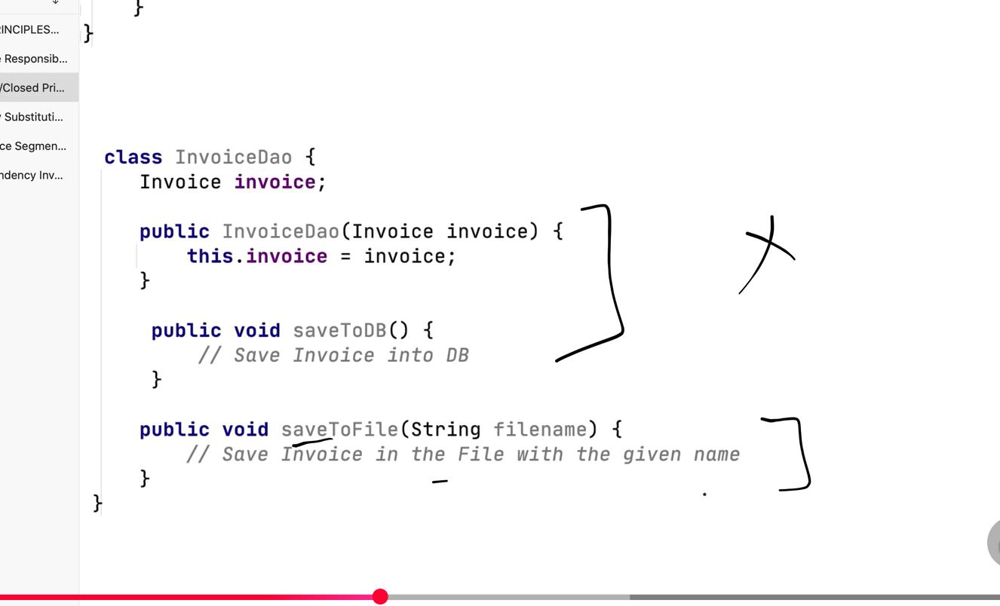 }
INCIPLES...
}
Responsib...
/Closed Pri...
Substituti...
ce Segmen...
ndency Inv...
class InvoiceDao {
Invoice invoice;
public InvoiceDao(Invoice invoice) {
this.invoice = invoice;
}
public void saveToDB() {
// Save Invoice into DB
}
public void saveToFile(String filename) {
// Save Invoice in the File with the given name
}
}